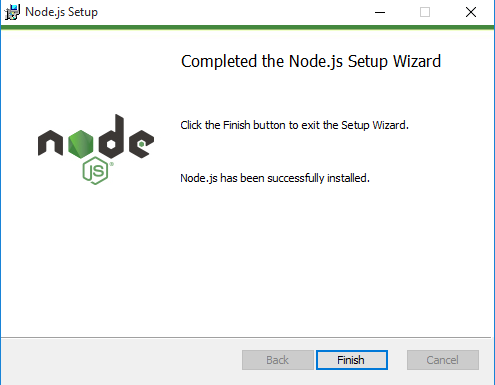 Node.js Setup
Completed the Node.js Setup Wizard
Click the Finish button to exit the Setup Wizard.
node
JS
®
Node.js has been successfully installed.
Back
Finish
Cancel